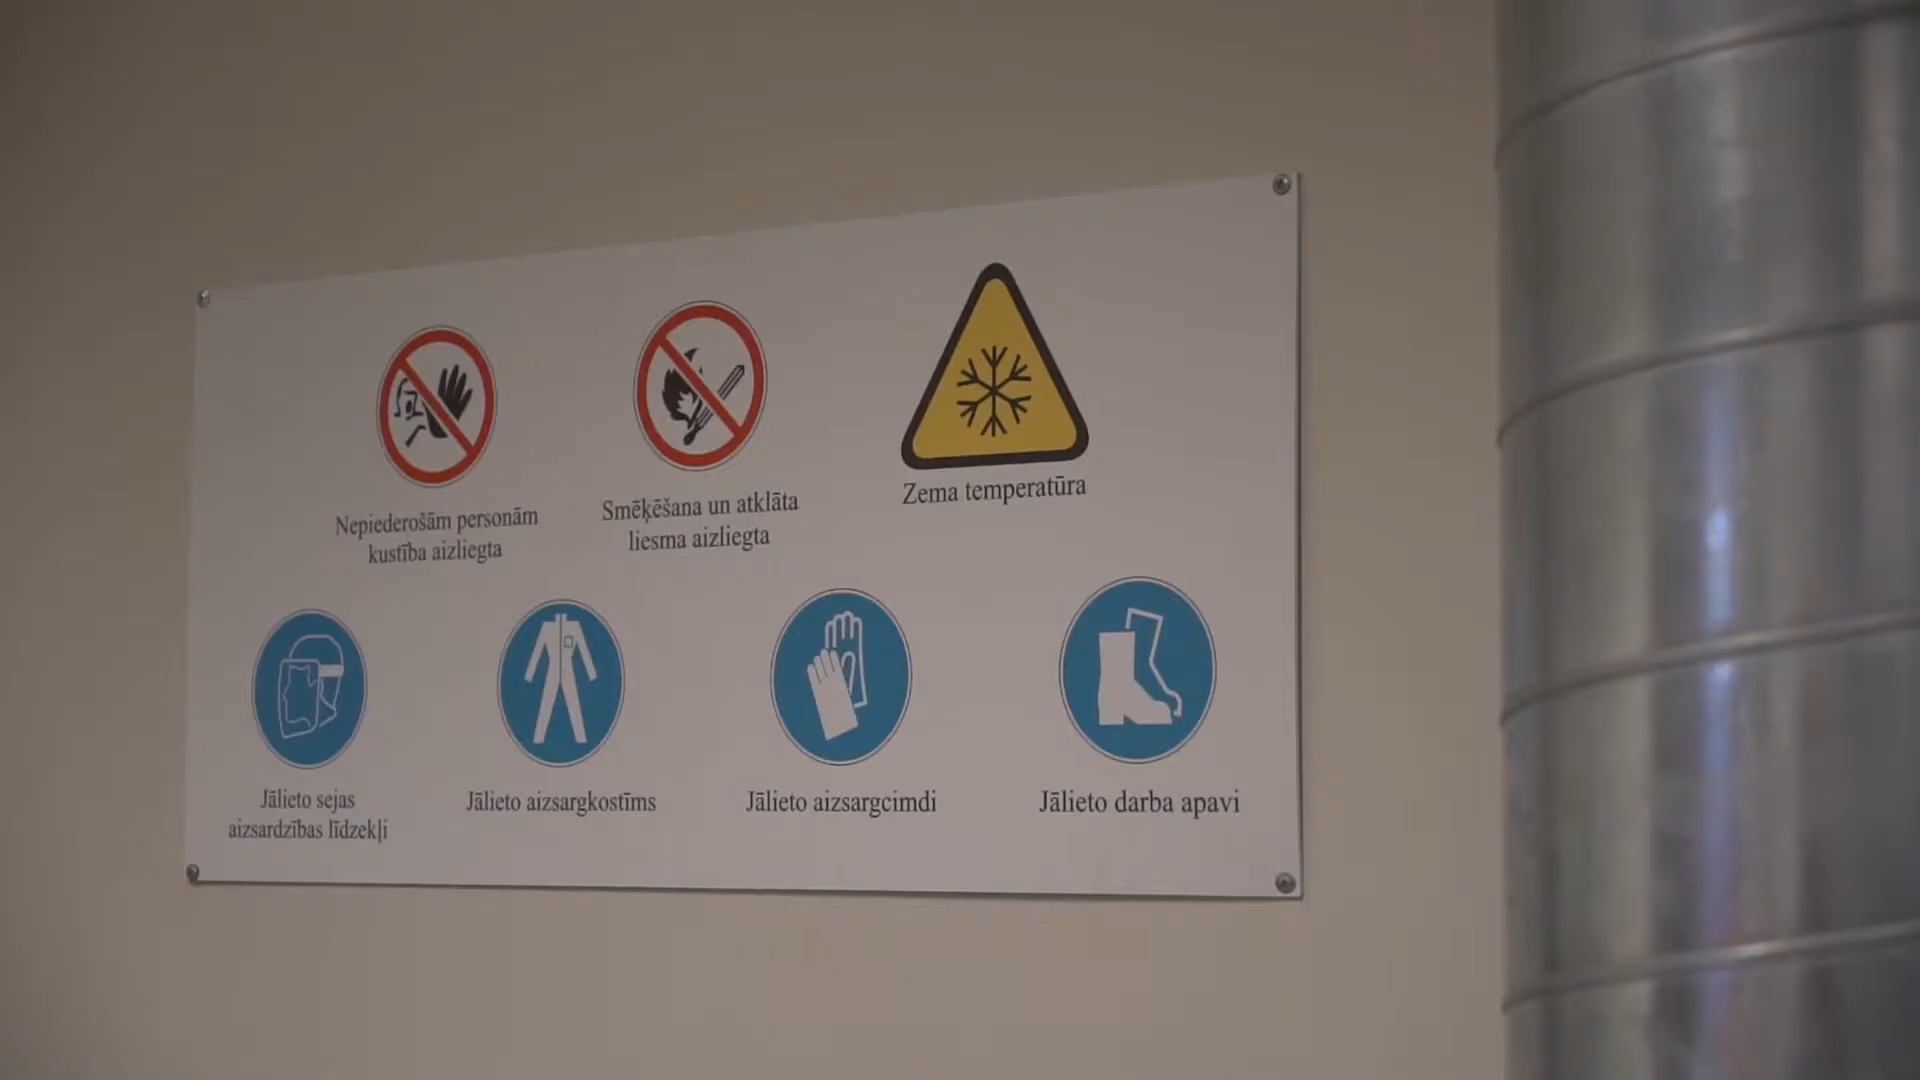 Nepiederošām personām
kustība aizliegta
Smēķēšana un atklāta
liesma aizliegta
Zema temperatūra
Jālieto sejas
aizsardzības līdzekļi
Jālieto aizsargkostīms
Jālieto aizsargcimdi
Jālieto darba apavi